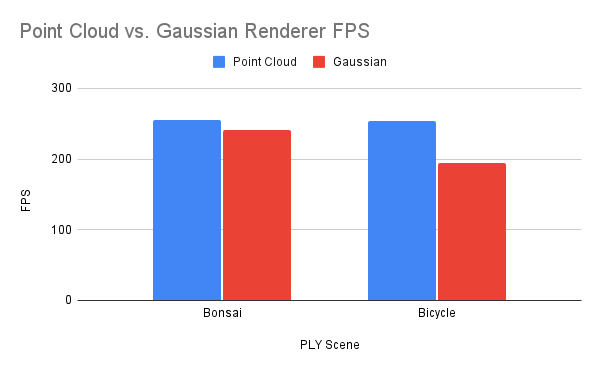 Point Cloud vs. Gaussian Renderer FPS
Point Cloud Gaussian
300
200
100
0
FPS
Bonsai Bicycle
PLY Scene